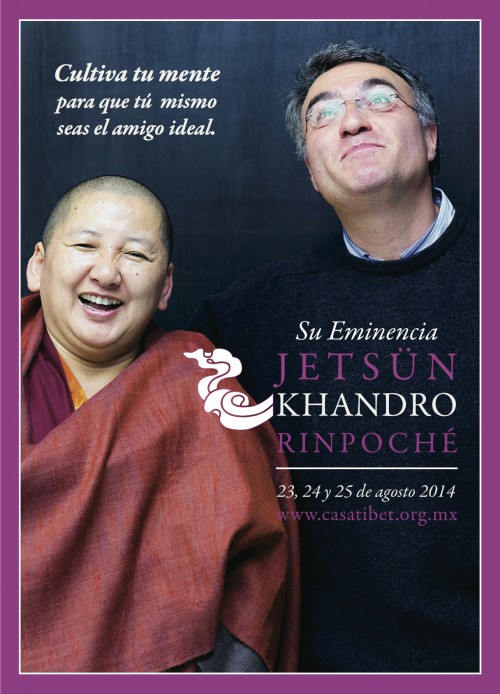 Cultiva tu mente
para que tú mismo
seas el amigo ideal.
Su Eminencia
JETSÜN
KHANDRO
RINPOCHÉ
23, 24 y 25 de agosto 2014
www.casatibet.org.mx